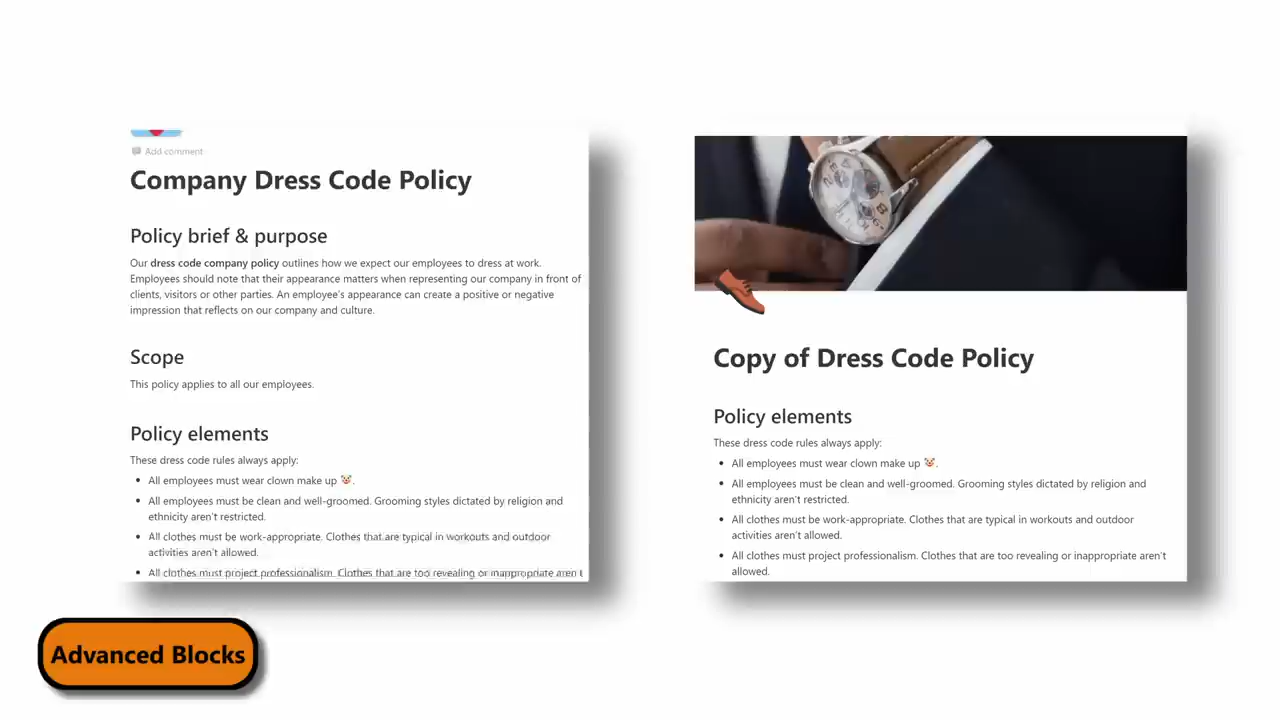 Add comment
Company Dress Code Policy
Policy brief & purpose
Our dress code company policy outlines how we expect our employees to dress at work.
Employees should note that their appearance matters when representing our company in front of
clients, visitors or other parties. An employee's appearance can create a positive or negative
impression that reflects on our company and culture.
Scope
This policy applies to all our employees.
Policy elements
These dress code rules always apply:
• All employees must wear clown make up 🤡.
• All employees must be clean and well-groomed. Grooming styles dictated by religion and
ethnicity aren't restricted.
• All clothes must be work-appropriate. Clothes that are typical in workouts and outdoor
activities aren't allowed.
• All clothes must project professionalism. Clothes that are too revealing or inappropriate aren't
Copy of Dress Code Policy
Policy elements
These dress code rules always apply:
• All employees must wear clown make up 🤡.
• All employees must be clean and well-groomed. Grooming styles dictated by religion and
ethnicity aren't restricted.
• All clothes must be work-appropriate. Clothes that are typical in workouts and outdoor
activities aren't allowed.
• All clothes must project professionalism. Clothes that are too revealing or inappropriate aren't
allowed.
Advanced Blocks